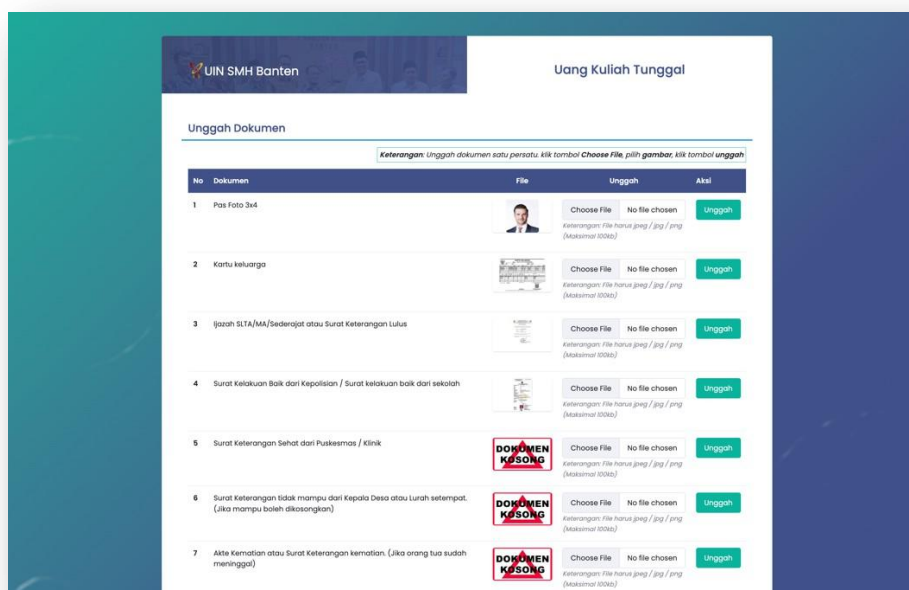 UIN SMH Banten
Uang Kuliah Tunggal
Unggah Dokumen
Keterangan: Unggah dokumen satu persatu. klik tombol Choose File, pilih gambar, klik tombol unggah
No Dokumen File Unggah Aksi
1 Pas Foto 3x4 Choose File No file chosen Unggah
Keterangan: File harus jpeg / jpg / png
(Maksimal 100kb)
2 Kartu keluarga Choose File No file chosen Unggah
Keterangan: File harus jpeg / jpg / png
(Maksimal 100kb)
3 Ijazah SLTA/MA/Sederajat atau Surat Keterangan Lulus Choose File No file chosen Unggah
Keterangan: File harus jpeg / jpg / png
(Maksimal 100kb)
4 Surat Kelakuan Baik dari Kepolisian / Surat kelakuan baik dari sekolah Choose File No file chosen Unggah
Keterangan: File harus jpeg / jpg / png
(Maksimal 100kb)
5 Surat Keterangan Sehat dari Puskesmas / Klinik DOKUMEN KOSONG Choose File No file chosen Unggah
Keterangan: File harus jpeg / jpg / png
(Maksimal 100kb)
6 Surat Keterangan tidak mampu dari Kepala Desa atau Lurah setempat.
(Jika mampu boleh dikosongkan) DOKUMEN KOSONG Choose File No file chosen Unggah
Keterangan: File harus jpeg / jpg / png
(Maksimal 100kb)
7 Akte Kematian atau Surat Keterangan kematian. (Jika orang tua sudah
meninggal) DOKUMEN KOSONG Choose File No file chosen Unggah
Keterangan: File harus jpeg / jpg / png
(Maksimal 100kb)